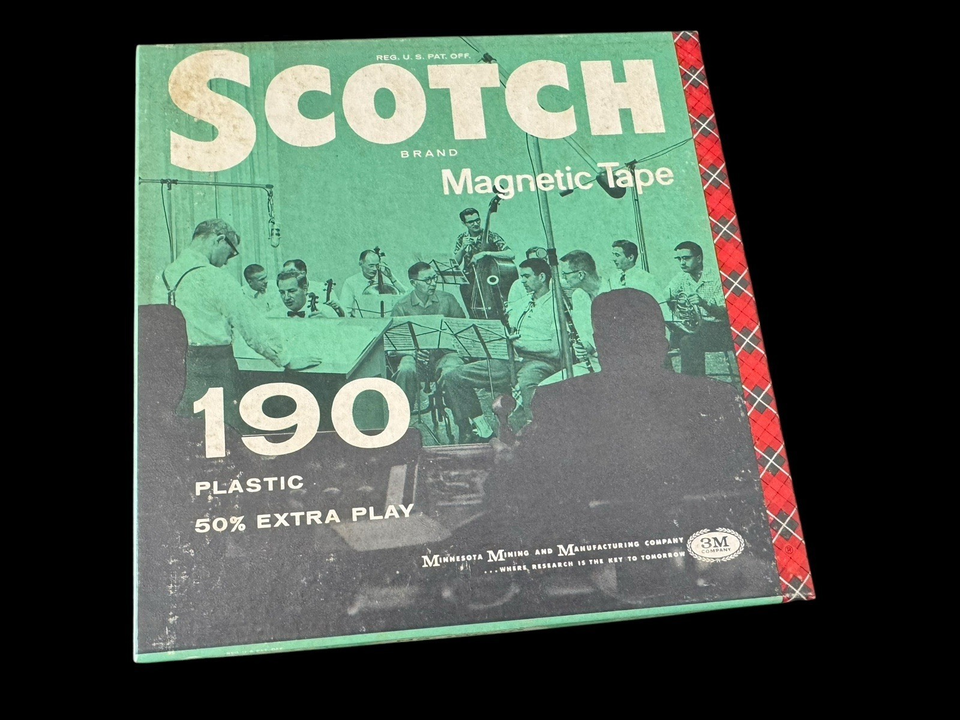 REG. U. S. PAT. OFF.
SCOTCH
BRAND
Magnetic Tape
190
PLASTIC
50% EXTRA PLAY
MINNESOTA MINING AND MANUFACTURING COMPANY
...WHERE RESEARCH IS THE KEY TO TOMORROW
3M
COMPANY